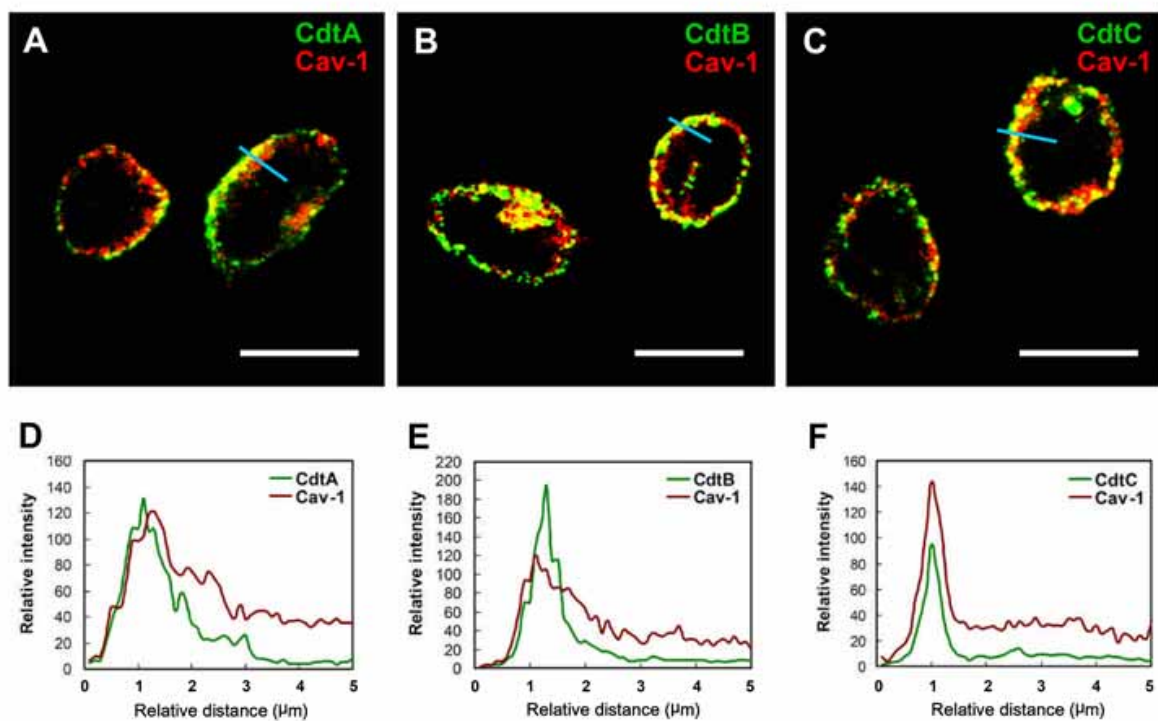 A
CdtA
Cav-1
B
CdtB
Cav-1
C
CdtC
Cav-1
D
160
140
120
100
80
60
40
20
0
Relative intensity
CdtA
Cav-1
0 1 2 3 4 5
Relative distance (µm)
E
220
200
180
160
140
120
100
80
60
40
20
0
Relative intensity
CdtB
Cav-1
0 1 2 3 4 5
Relative distance (µm)
F
160
140
120
100
80
60
40
20
0
Relative intensity
CdtC
Cav-1
0 1 2 3 4 5
Relative distance (µm)